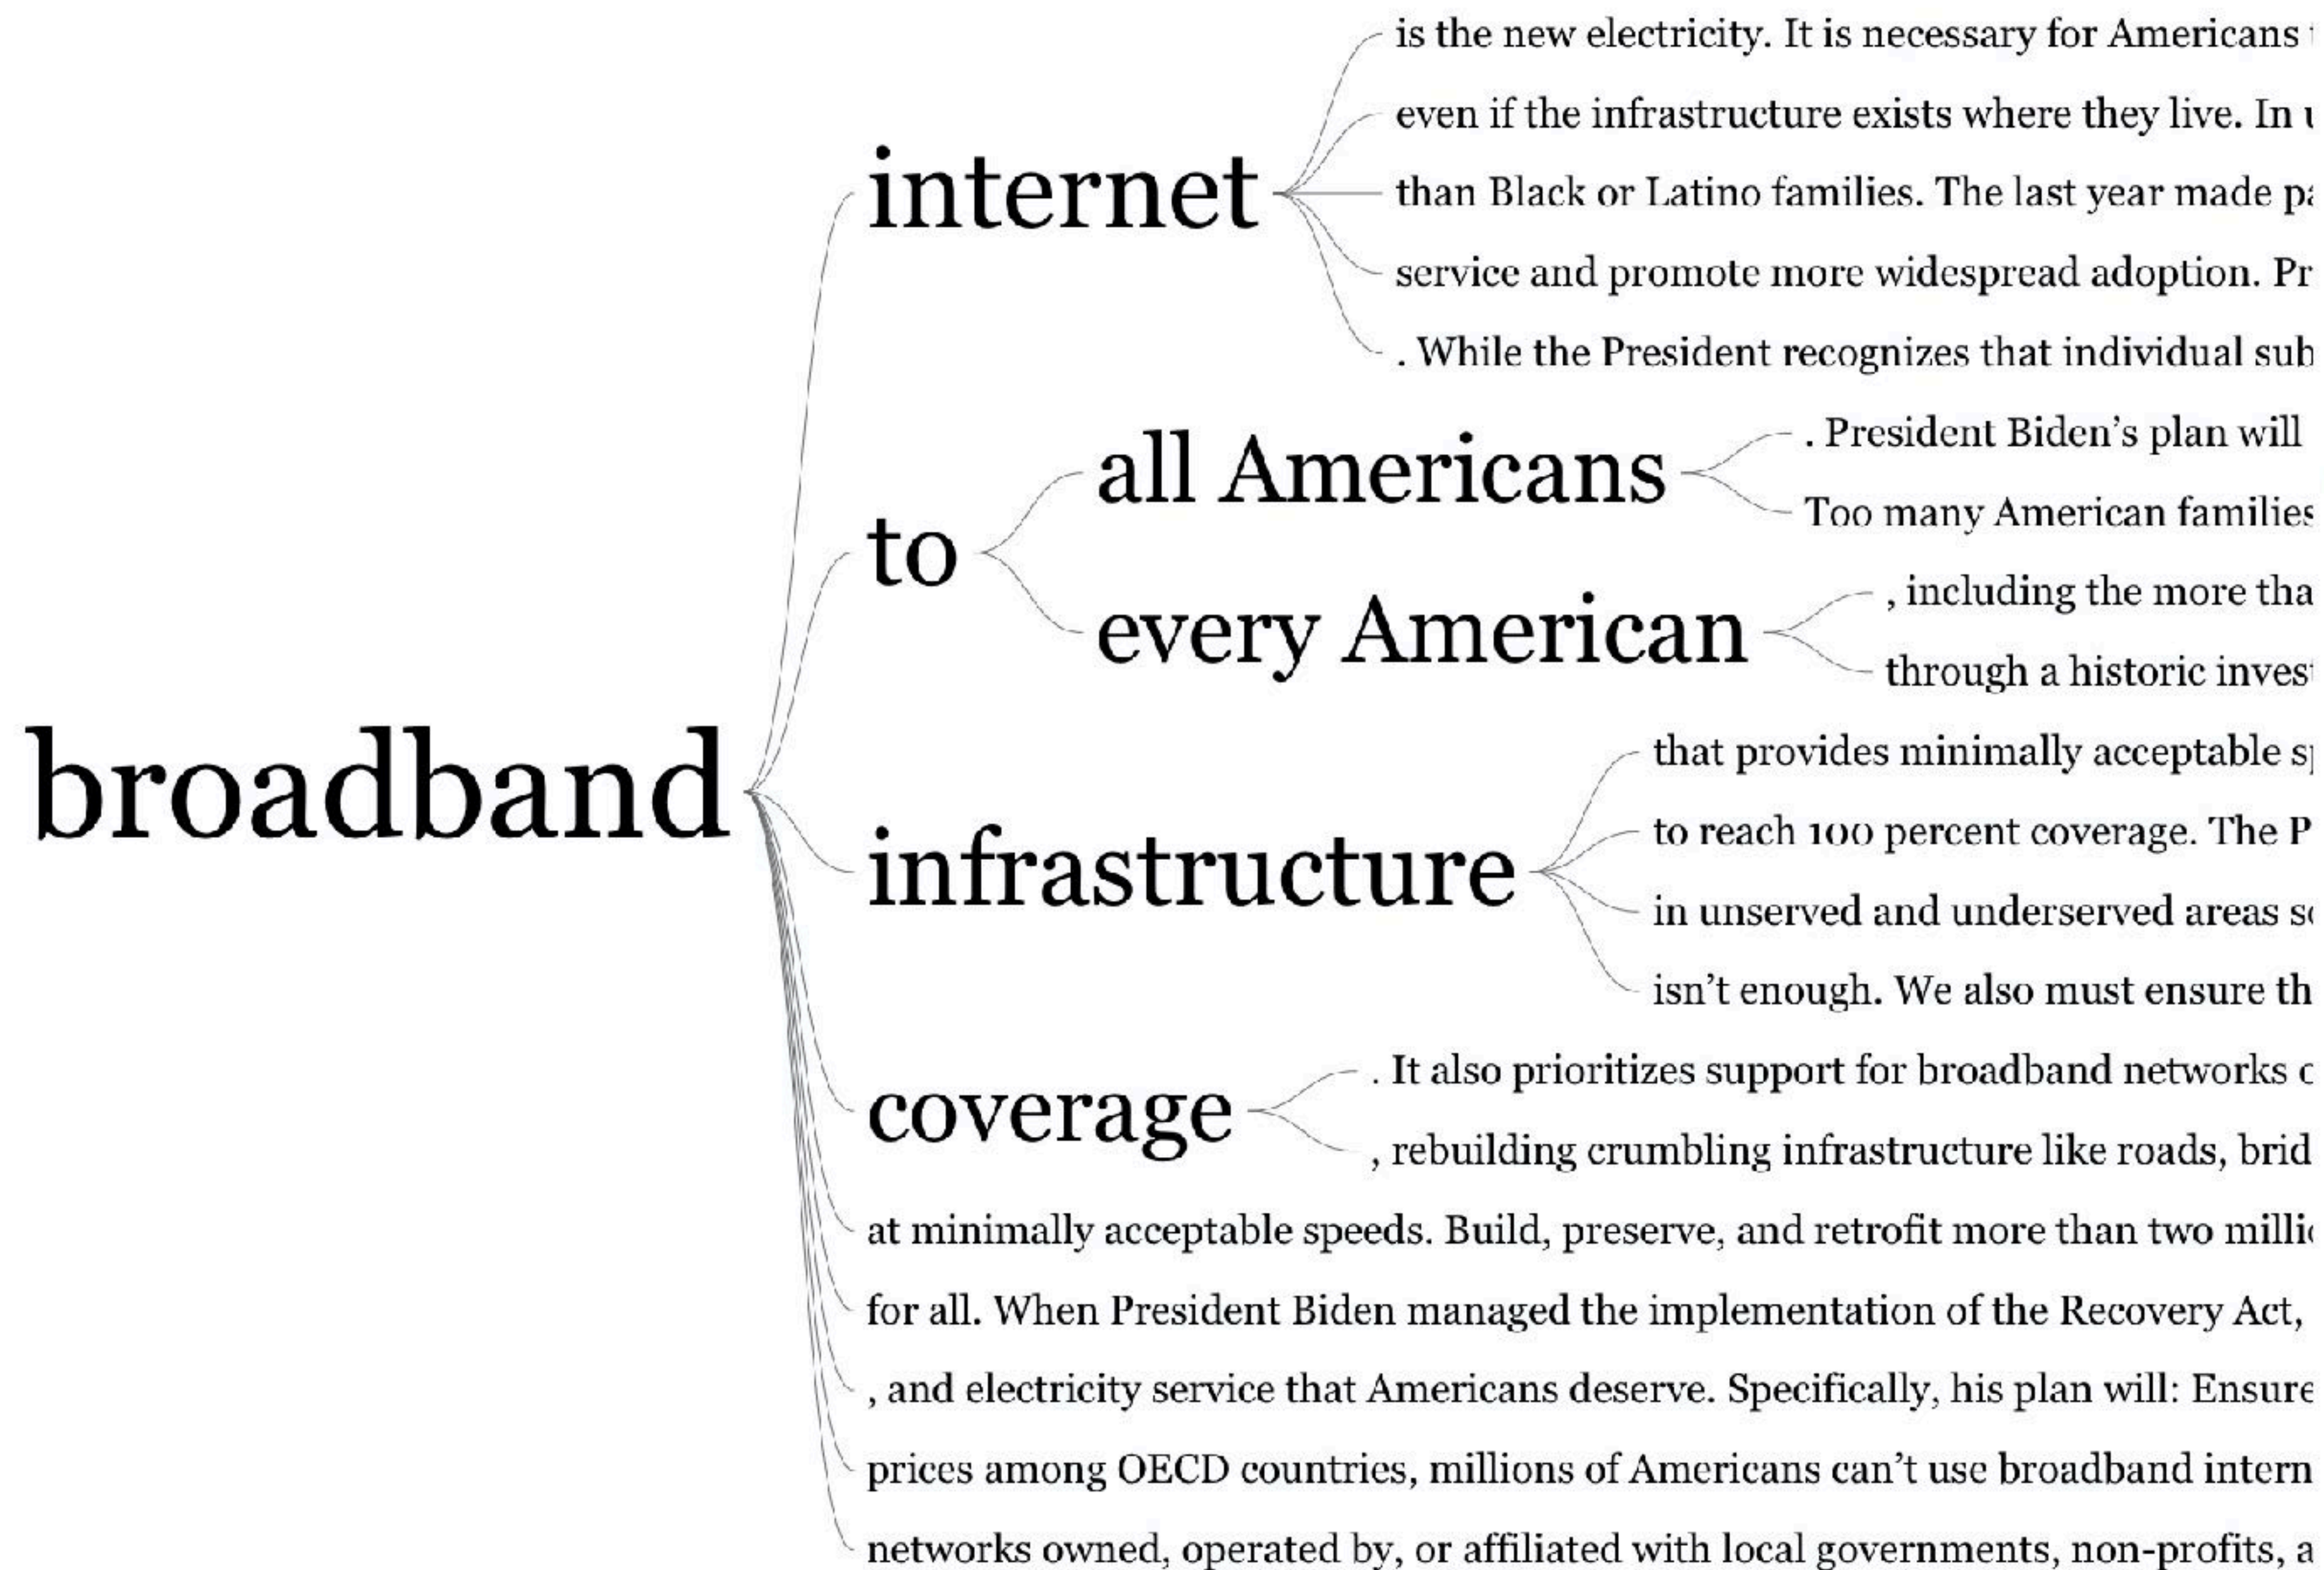 broadband
internet
is the new electricity. It is necessary for Americans
even if the infrastructure exists where they live. In
than Black or Latino families. The last year made
service and promote more widespread adoption.
. While the President recognizes that individual
to
all Americans
. President Biden’s plan will
Too many American families
every American
, including the more
through a historic
infrastructure
that provides minimally acceptable
to reach 100 percent coverage. The
in unserved and underserved areas
isn’t enough. We also must ensure
coverage
. It also prioritizes support for broadband networks
, rebuilding crumbling infrastructure like roads,
at minimally acceptable speeds. Build, preserve, and retrofit more than two
for all. When President Biden managed the implementation of the Recovery Act,
, and electricity service that Americans deserve. Specifically, his plan will: Ensure
prices among OECD countries, millions of Americans can’t use broadband
networks owned, operated by, or affiliated with local governments, non-profits,